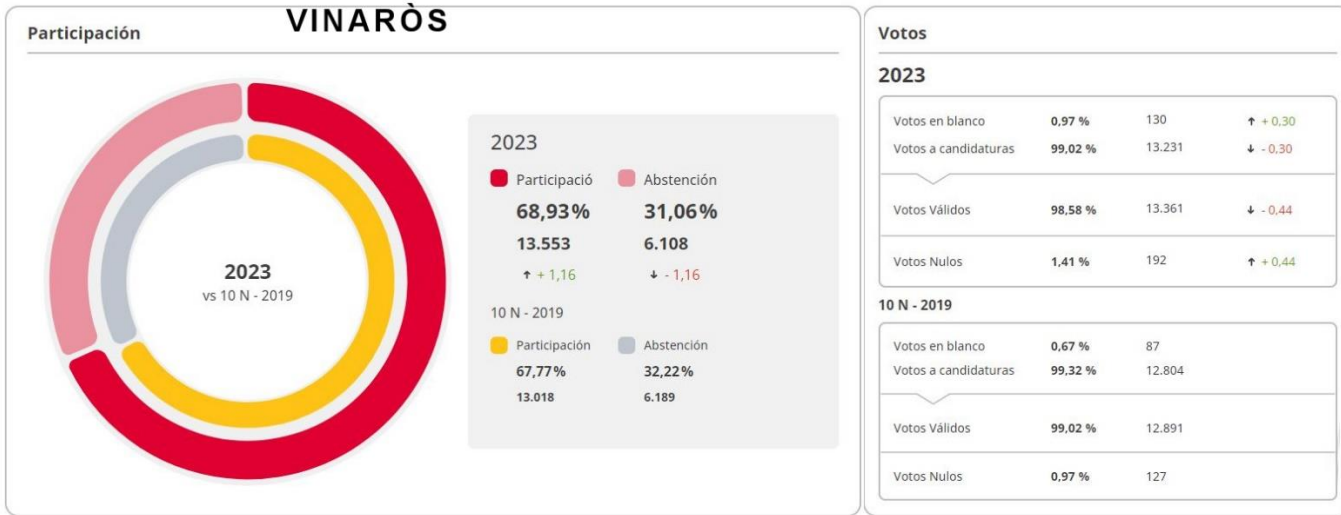 VINARÒS
Participación
2023
vs 10 N - 2019
2023
Participació Abstención
68,93% 31,06%
13.553 6.108
↑ + 1,16 ↓ - 1,16
10 N - 2019
Participación Abstención
67,77% 32,22%
13.018 6.189
Votos
2023
Votos en blanco 0,97 % 130 ↑ + 0,30
Votos a candidaturas 99,02 % 13.231 ↓ - 0,30
Votos Válidos 98,58 % 13.361 ↓ - 0,44
Votos Nulos 1,41 % 192 ↑ + 0,44
10 N - 2019
Votos en blanco 0,67 % 87
Votos a candidaturas 99,32 % 12.804
Votos Válidos 99,02 % 12.891
Votos Nulos 0,97 % 127